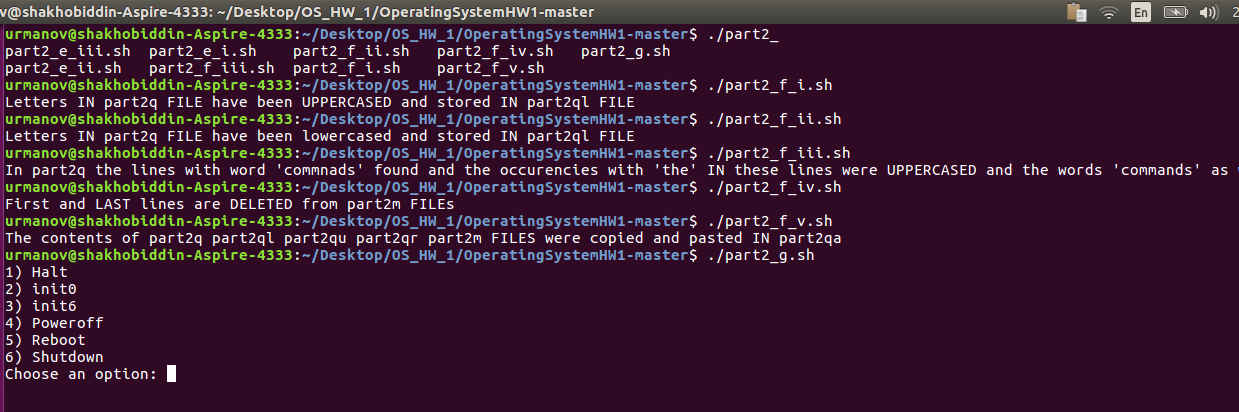 v@shakhobiddin-Aspire-4333: ~/Desktop/OS_HW_1/OperatingSystemHW1-master
En
2
urmanov@shakhobiddin-Aspire-4333:~/Desktop/OS_HW_1/OperatingSystemHW1-master$ ./part2_
part2_e_iii.sh  part2_e_i.sh    part2_f_ii.sh   part2_f_iv.sh   part2_g.sh
part2_e_ii.sh   part2_f_iii.sh  part2_f_i.sh    part2_f_v.sh
urmanov@shakhobiddin-Aspire-4333:~/Desktop/OS_HW_1/OperatingSystemHW1-master$ ./part2_f_i.sh
Letters IN part2q FILE have been UPPERCASED and stored IN part2ql FILE
urmanov@shakhobiddin-Aspire-4333:~/Desktop/OS_HW_1/OperatingSystemHW1-master$ ./part2_f_ii.sh
Letters IN part2q FILE have been lowercased and stored IN part2ql FILE
urmanov@shakhobiddin-Aspire-4333:~/Desktop/OS_HW_1/OperatingSystemHW1-master$ ./part2_f_iii.sh
In part2q the lines with word 'commnads' found and the occurencies with 'the' IN these lines were UPPERCASED and the words 'commands' as
urmanov@shakhobiddin-Aspire-4333:~/Desktop/OS_HW_1/OperatingSystemHW1-master$ ./part2_f_iv.sh
First and LAST lines are DELETED from part2m FILEs
urmanov@shakhobiddin-Aspire-4333:~/Desktop/OS_HW_1/OperatingSystemHW1-master$ ./part2_f_v.sh
The contents of part2q part2ql part2qu part2qr part2m FILES were copied and pasted IN part2qa
urmanov@shakhobiddin-Aspire-4333:~/Desktop/OS_HW_1/OperatingSystemHW1-master$ ./part2_g.sh
1) Halt
2) init0
3) init6
4) Poweroff
5) Reboot
6) Shutdown
Choose an option: